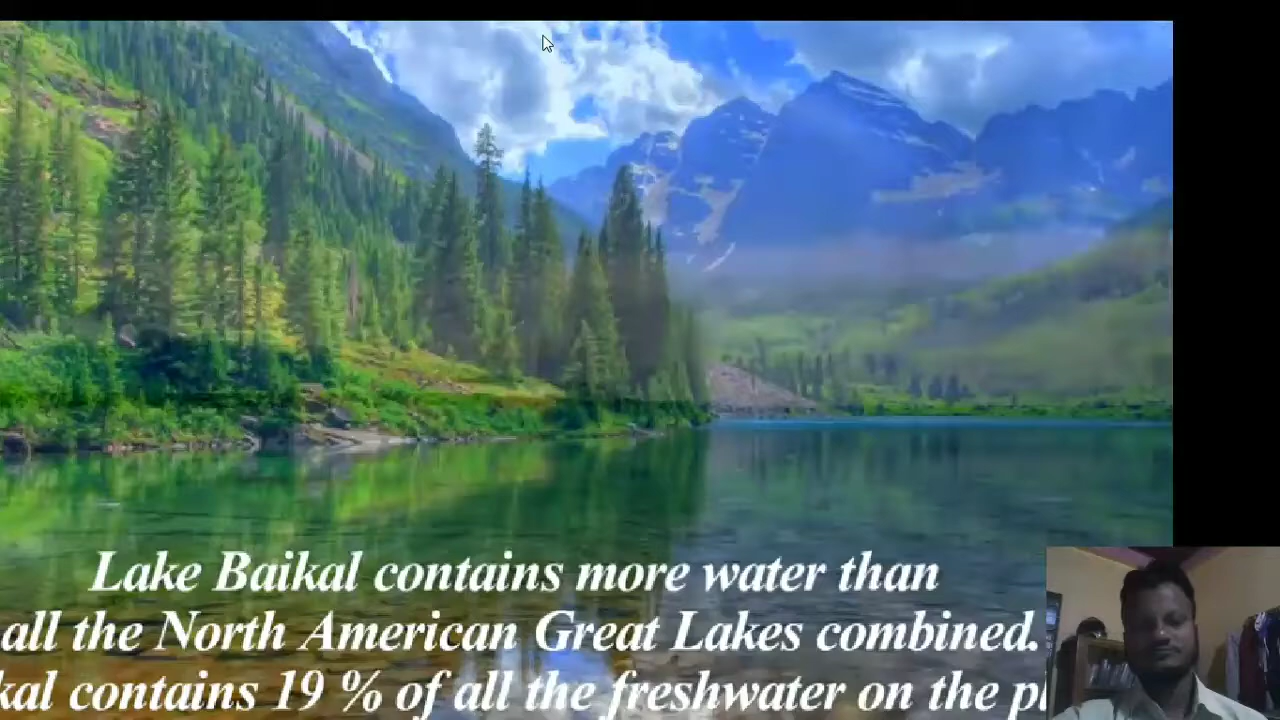 Lake Baikal contains more water than
all the North American Great Lakes combined.
contains 19 % of all the freshwater on the